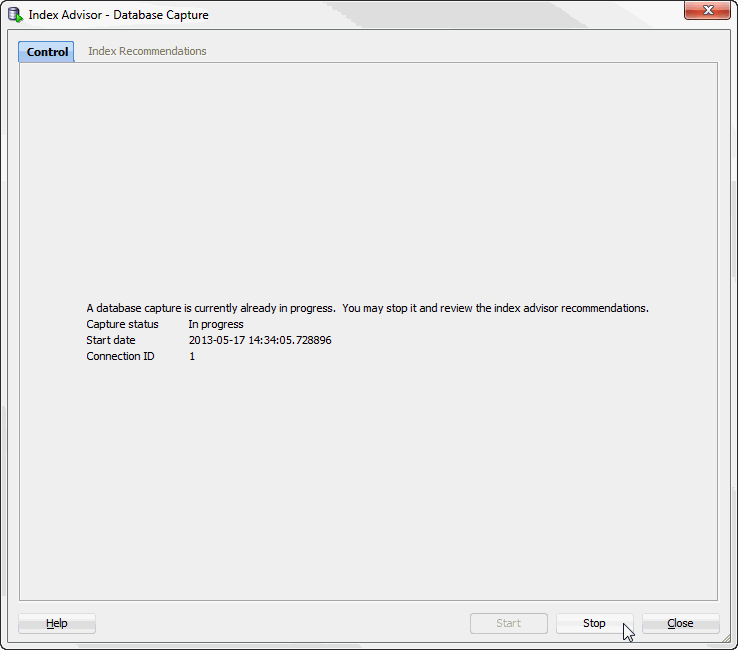 Index Advisor - Database Capture
Control Index Recommendations
A database capture is currently already in progress. You may stop it and review the index advisor recommendations.
Capture status In progress
Start date 2013-05-17 14:34:05.728896
Connection ID 1
Help Start Stop Close